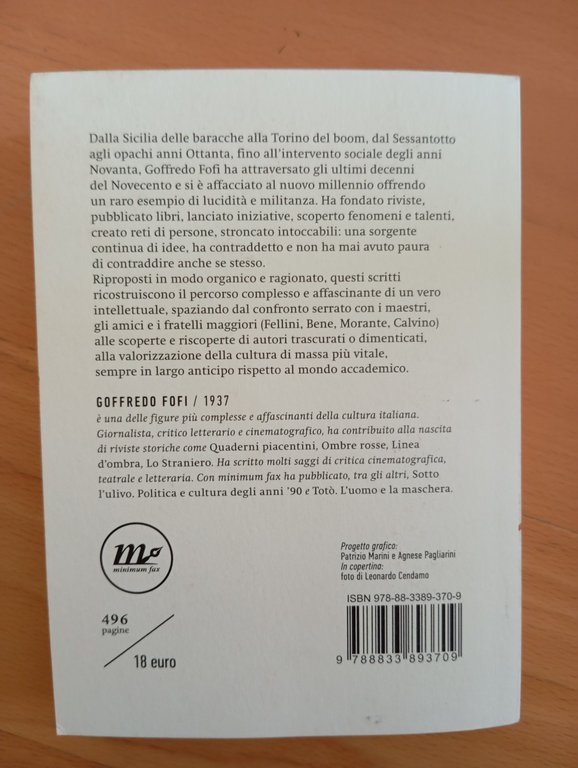 Dalla Sicilia delle baracche alla Torino del boom, dal Sessantotto
agli opachi anni Ottanta, fino all'intervento sociale degli anni
Novanta, Goffredo Fofi ha attraversato gli ultimi decenni
del Novecento e si è affacciato al nuovo millennio offrendo
un raro esempio di lucidità e militanza. Ha fondato riviste,
pubblicato libri, lanciato iniziative, scoperto fenomeni e talenti,
creato reti di persone, stroncato intoccabili: una sorgente
continua di idee, ha contraddetto e non ha mai avuto paura
di contraddire anche se stesso.
Riproposti in modo organico e ragionato, questi scritti
ricostruiscono il percorso complesso e affascinante di un vero
intellettuale, spaziando dal confronto serrato con i maestri,
gli amici e i fratelli maggiori (Fellini, Bene, Morante, Calvino)
alle scoperte e riscoperte di autori trascurati o dimenticati,
alla valorizzazione della cultura di massa più vitale,
sempre in largo anticipo rispetto al mondo accademico.
GOFFREDO FOFI / 1937
è una delle figure più complesse e affascinanti della cultura italiana.
Giornalista, critico letterario e cinematografico, ha contribuito alla nascita
di riviste storiche come Quaderni piacentini, Ombre rosse, Linea
d'ombra, Lo Straniero. Ha scritto molti saggi di critica cinematografica,
teatrale e letteraria. Con minimum fax ha pubblicato, tra gli altri, Sotto
l'ulivo. Politica e cultura degli anni '90 e Totò. L'uomo e la maschera.
m
minimum fax
496
pagine
18 euro
Progetto grafico:
Patrizio Marini e Agnese Pagliarini
In copertina:
foto di Leonardo Cendamo
ISBN 978-88-3389-370-9
9 788833 893709